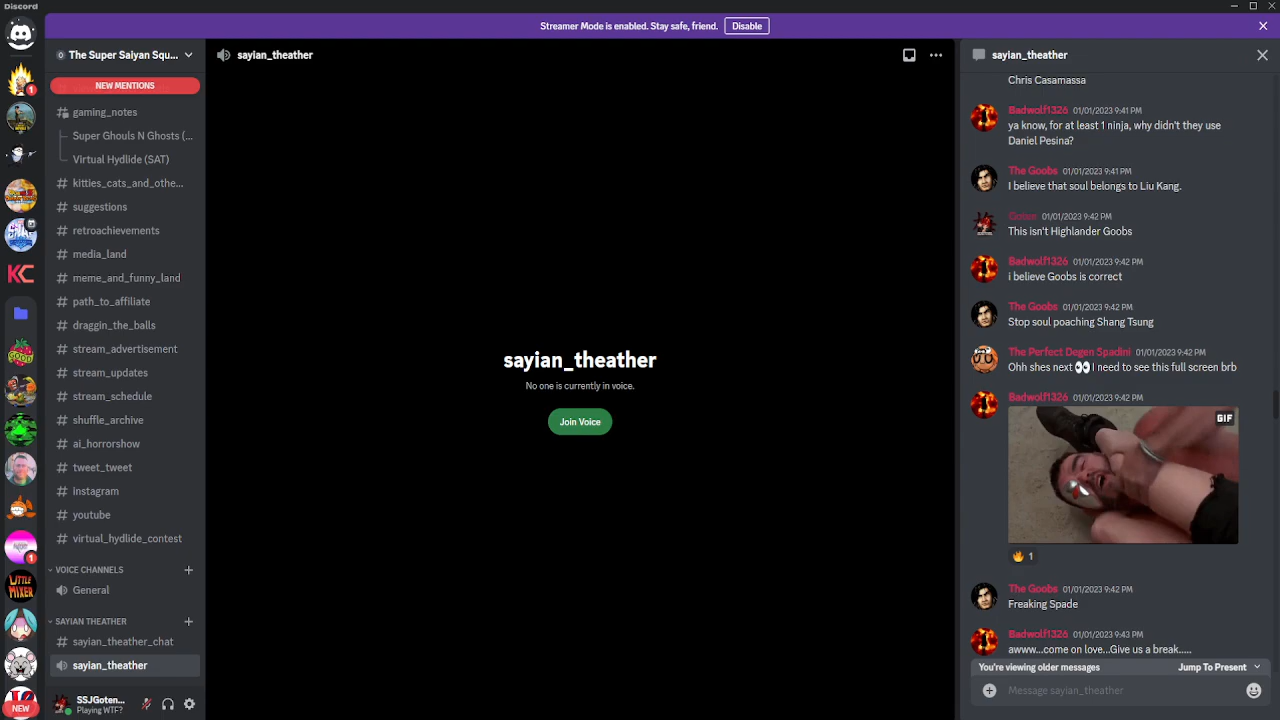 Discord
Streamer Mode is enabled. Stay safe, friend.
Disable
The Super Saiyan Squ...
NEW MENTIONS
gaming_notes
Super Ghouls N Ghosts (...
Virtual Hydlide (SAT)
kitties_cats_and_othe...
suggestions
retroachievements
media_land
meme_and_funny_land
path_to_affiliate
draggin_the_balls
stream_advertisement
stream_updates
stream_schedule
shuffle_archive
ai_horrorshow
tweet_tweet
instagram
youtube
virtual_hydlide_contest
VOICE CHANNELS
General
SAYIAN THEATER
sayian_theather_chat
sayian_theather
SSJGoten...
Playing WTF?
1
KC
1
LITTLE MIXER
NEW
sayian_theather
sayian_theather
No one is currently in voice.
Join Voice
sayian_theather
Chris Casamassa
Badwolf1326 01/01/2023 9:41 PM
ya know, for at least 1 ninja, why didn't they use
Daniel Pesina?
The Goobs 01/01/2023 9:41 PM
I believe that soul belongs to Liu Kang.
01/01/2023 9:42 PM
This isn't Highlander Goobs
Badwolf1326 01/01/2023 9:42 PM
i believe Goobs is correct
The Goobs 01/01/2023 9:42 PM
Stop soul poaching Shang Tsung
The Perfect Degen Spadini 01/01/2023 9:42 PM
Ohh shes next 👀 I need to see this full screen brb
Badwolf1326 01/01/2023 9:42 PM
GIF
🔥 1
The Goobs 01/01/2023 9:42 PM
Freaking Spade
Badwolf1326 01/01/2023 9:43 PM
awww...come on love...Give us a break.....
You're viewing older messages
Jump To Present
Message sayian_theather